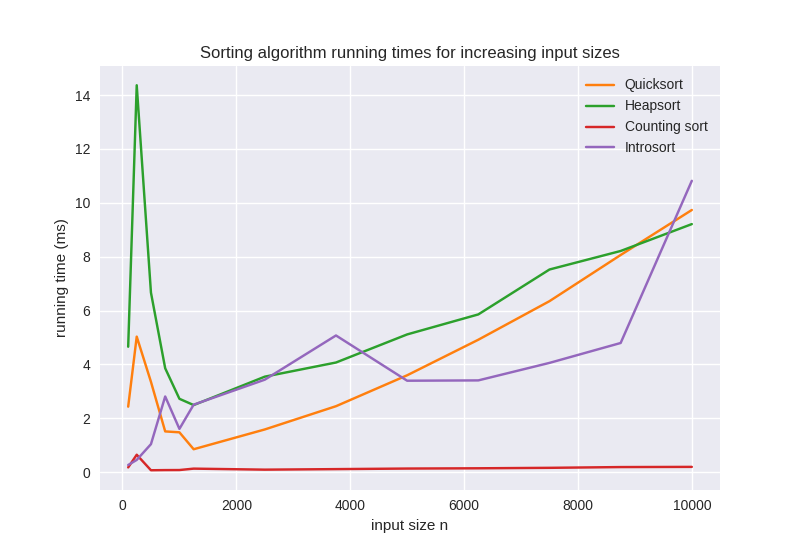 Sorting algorithm running times for increasing input sizes
Quicksort
Heapsort
Counting sort
Introsort
running time (ms)
14
12
10
8
6
4
2
0
0 2000 4000 6000 8000 10000
input size n